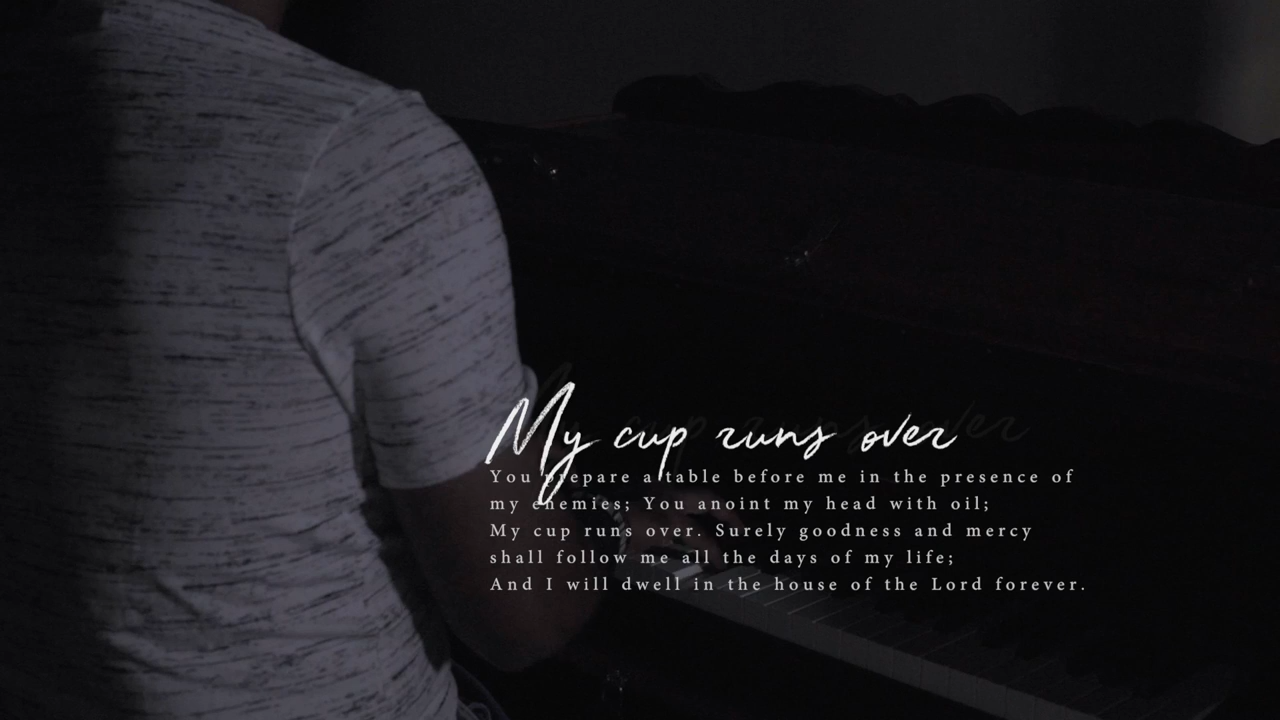 My cup runs over
You prepare a table before me in the presence of
my enemies; You anoint my head with oil;
My cup runs over. Surely goodness and mercy
shall follow me all the days of my life;
And I will dwell in the house of the Lord forever.